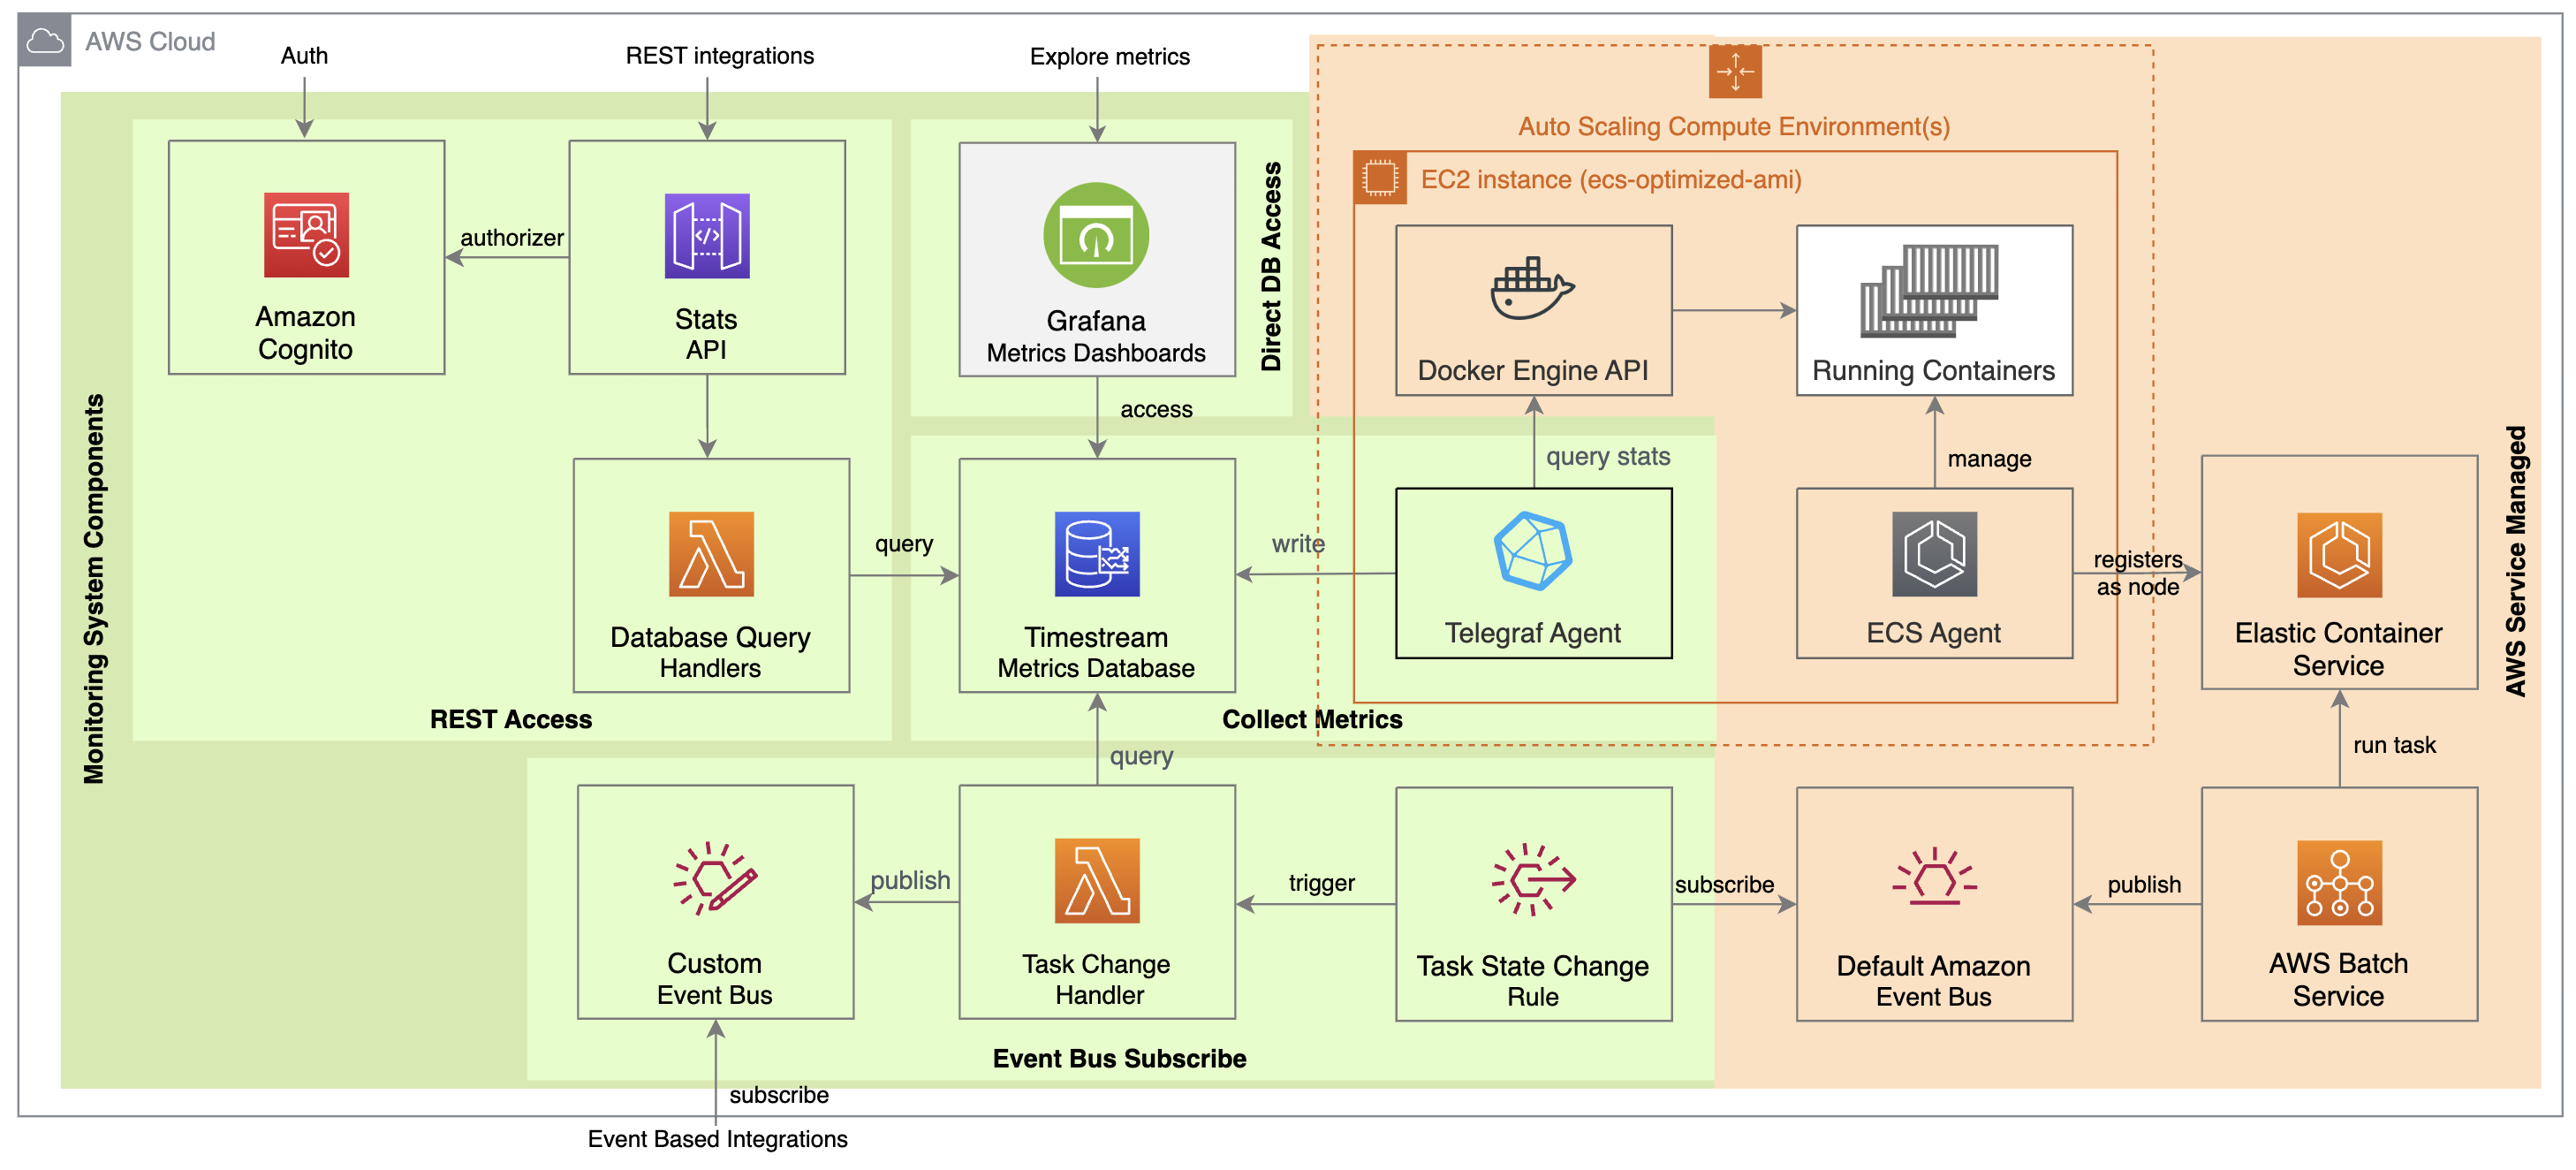 AWS Cloud
Auth
REST integrations
Explore metrics
Auto Scaling Compute Environment(s)
EC2 instance (ecs-optimized-ami)
Monitoring System Components
Amazon
Cognito
authorizer
</>
Stats
API
Grafana
Metrics Dashboards
Direct DB Access
access
Docker Engine API
Running Containers
query stats
manage
Database Query
Handlers
query
Timestream
Metrics Database
write
Telegraf Agent
ECS Agent
registers
as node
Elastic Container
Service
AWS Service Managed
REST Access
Collect Metrics
query
run task
Custom
Event Bus
publish
Task Change
Handler
trigger
Task State Change
Rule
subscribe
Default Amazon
Event Bus
publish
AWS Batch
Service
Event Bus Subscribe
subscribe
Event Based Integrations